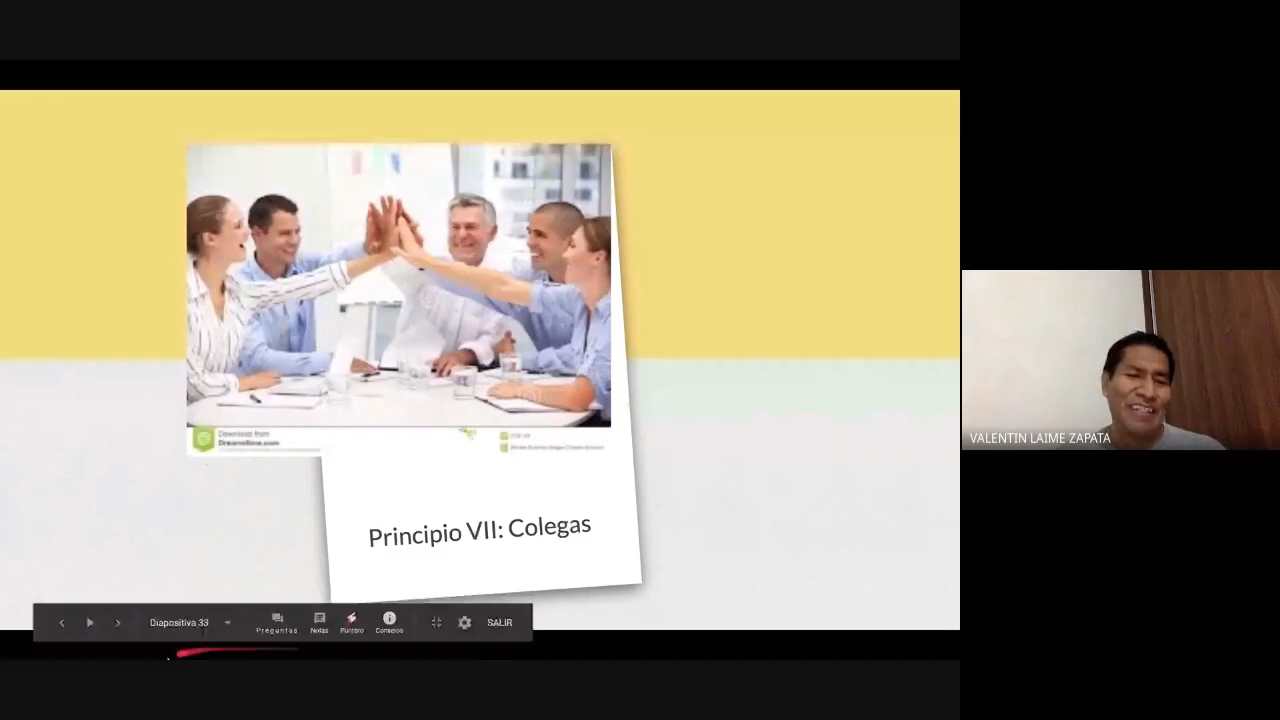 Download from
Dreamstime.com
Principio VII: Colegas
Diapositiva 33
Preguntas
Notas
Puntero
Consejos
SALIR
VALENTIN LAIME ZAPATA